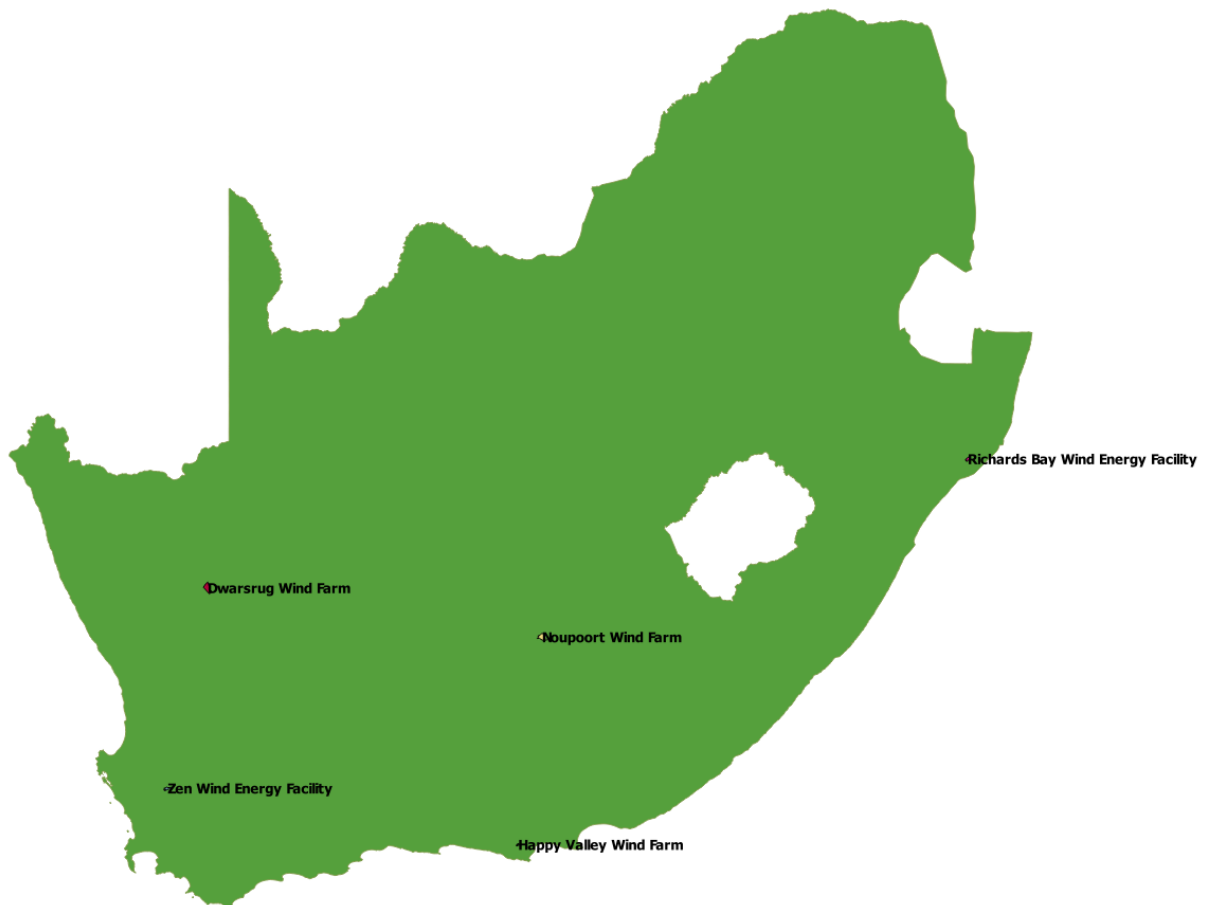 Richards Bay Wind Energy Facility
Dwarsrug Wind Farm
Noupoort Wind Farm
Zen Wind Energy Facility
Happy Valley Wind Farm